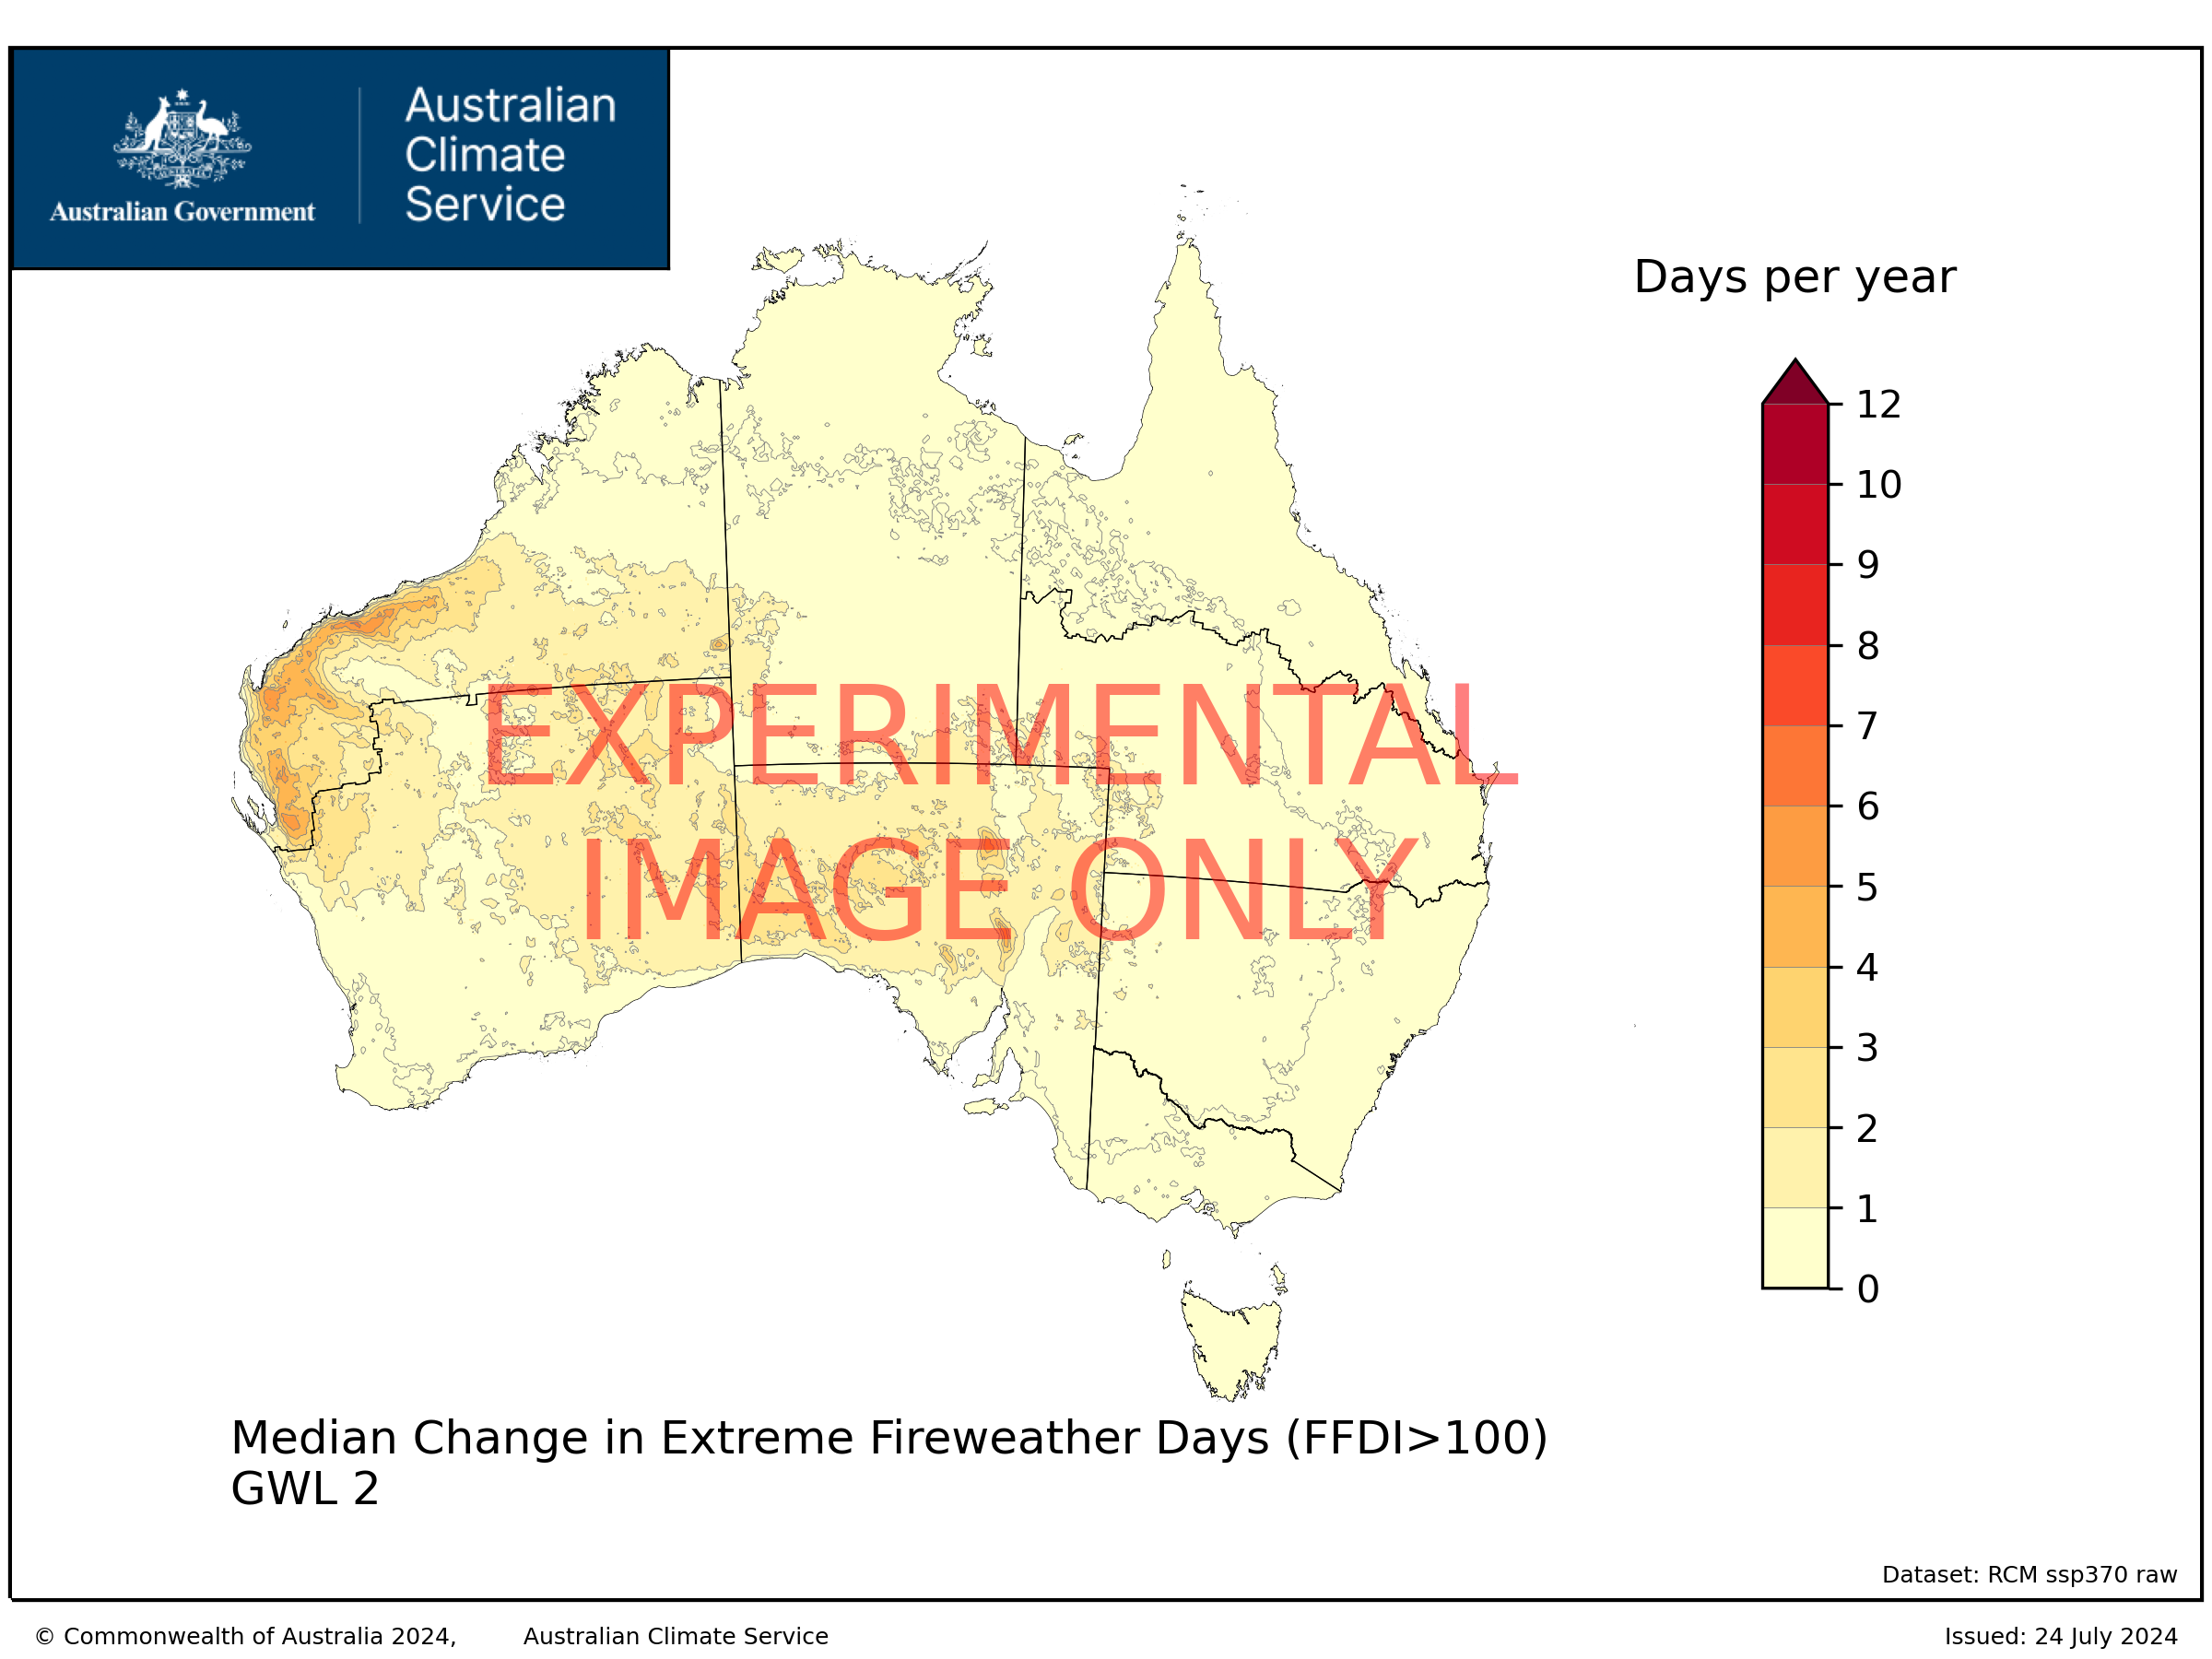 Australian Government
Australian
Climate
Service
Days per year
12
10
9
8
7
6
5
4
3
2
1
0
EXPERIMENTAL
IMAGE ONLY
Median Change in Extreme Fireweather Days (FFDI>100)
GWL 2
Dataset: RCM ssp370 raw
© Commonwealth of Australia 2024, Australian Climate Service
Issued: 24 July 2024